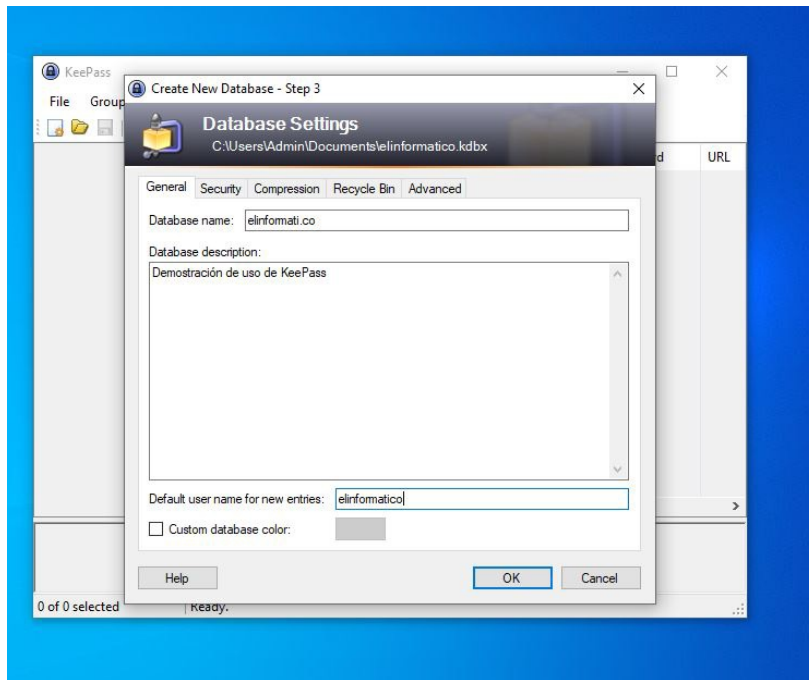 KeePass
File Group
Create New Database - Step 3
Database Settings
C:\Users\Admin\Documents\elinformatico.kdbx
d URL
General Security Compression Recycle Bin Advanced
Database name: elinformati.co
Database description:
Demostración de uso de KeePass
Default user name for new entries: elinformatico
Custom database color:
Help OK Cancel
0 of 0 selected Ready.